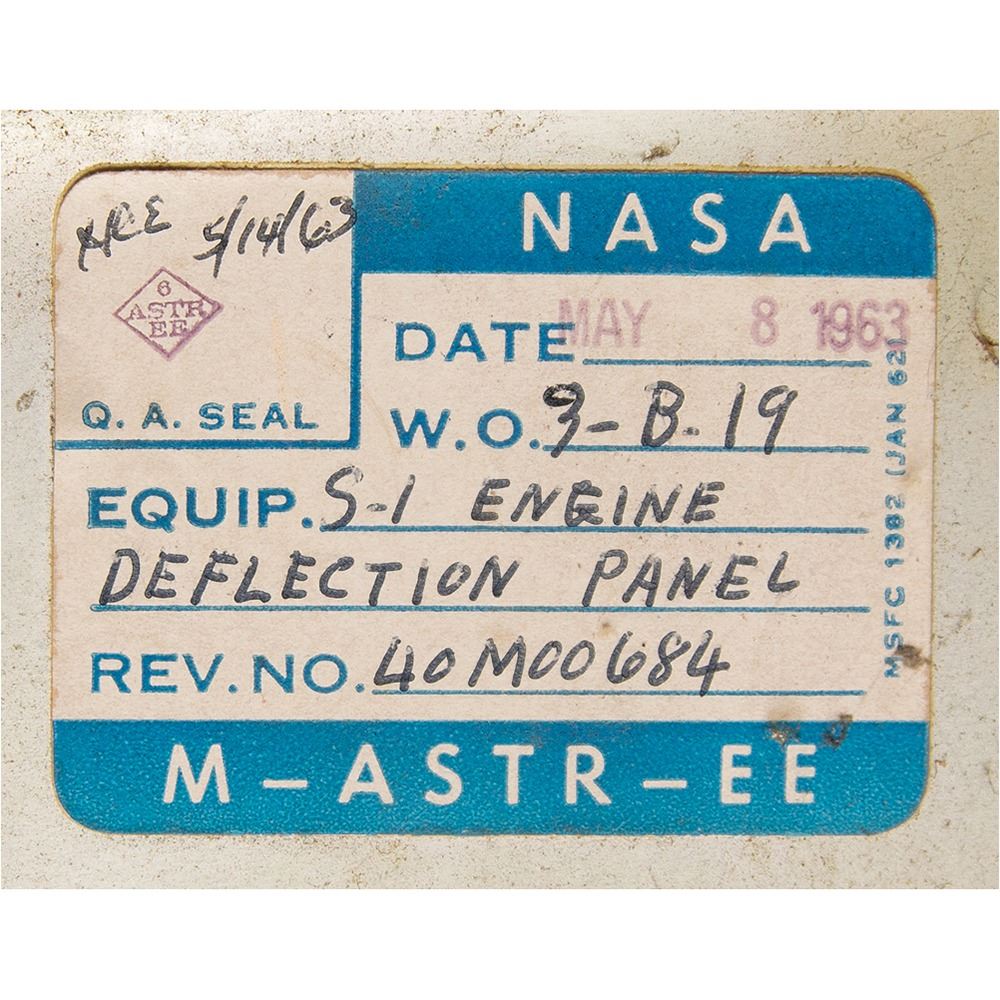 5/14/63
6
ASTR
EE
Q. A. SEAL
NASA
DATE MAY 8 1963
W.O. 3-B-19
EQUIP. S-1 ENGINE
DEFLECTION PANEL
REV. NO. 40M00684
M-ASTR-EE
MSFC 1382 (JAN 62)